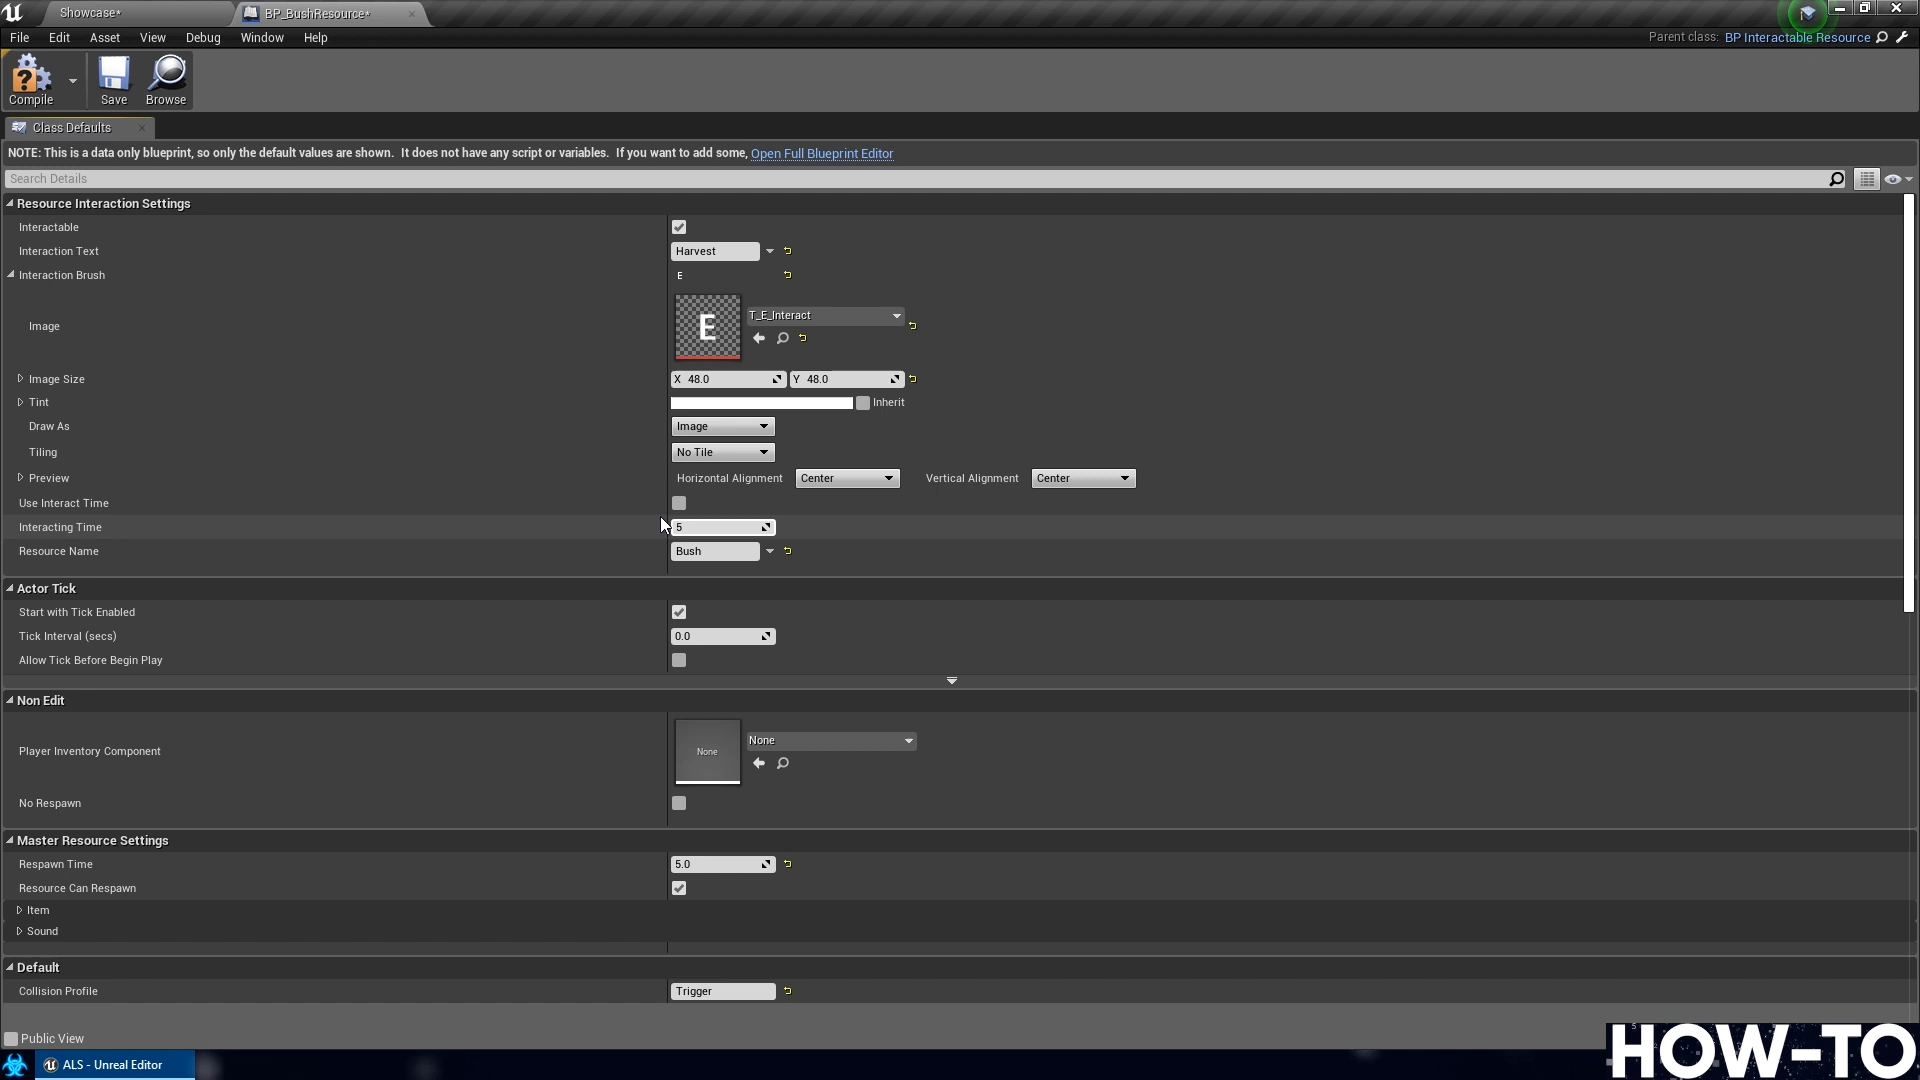 Showcase*
BP_BushResource*
File Edit Asset View Debug Window Help
Parent class: BP Interactable Resource
Compile Save Browse
Class Defaults
NOTE: This is a data only blueprint, so only the default values are shown.  It does not have any script or variables.  If you want to add some, Open Full Blueprint Editor
Search Details
Resource Interaction Settings
Interactable
Interaction Text Harvest
Interaction Brush E
Image E T_E_Interact
Image Size X 48.0 Y 48.0
Tint Inherit
Draw As Image
Tiling No Tile
Preview Horizontal Alignment Center Vertical Alignment Center
Use Interact Time
Interacting Time 5
Resource Name Bush
Actor Tick
Start with Tick Enabled
Tick Interval (secs) 0.0
Allow Tick Before Begin Play
Non Edit
Player Inventory Component None None
No Respawn
Master Resource Settings
Respawn Time 5.0
Resource Can Respawn
Item
Sound
Default
Collision Profile Trigger
Public View
ALS - Unreal Editor
HOW-TO